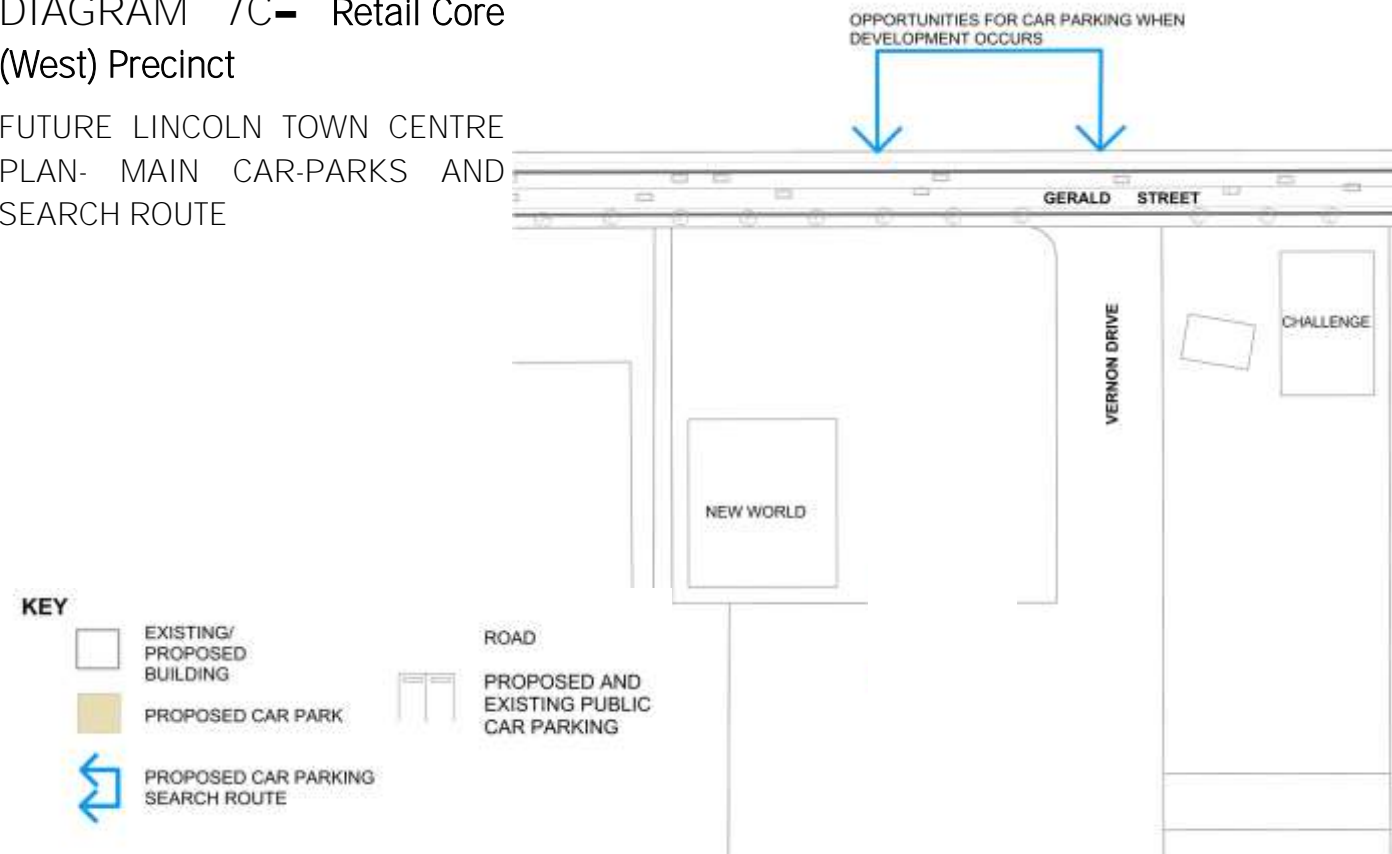 DIAGRAM 7C- Retail Core
(West) Precinct
FUTURE LINCOLN TOWN CENTRE
PLAN- MAIN CAR-PARKS AND
SEARCH ROUTE
OPPORTUNITIES FOR CAR PARKING WHEN
DEVELOPMENT OCCURS
GERALD STREET
VERNON DRIVE
CHALLENGE
NEW WORLD
KEY
EXISTING/
PROPOSED
BUILDING
PROPOSED CAR PARK
PROPOSED CAR PARKING
SEARCH ROUTE
ROAD
PROPOSED AND
EXISTING PUBLIC
CAR PARKING